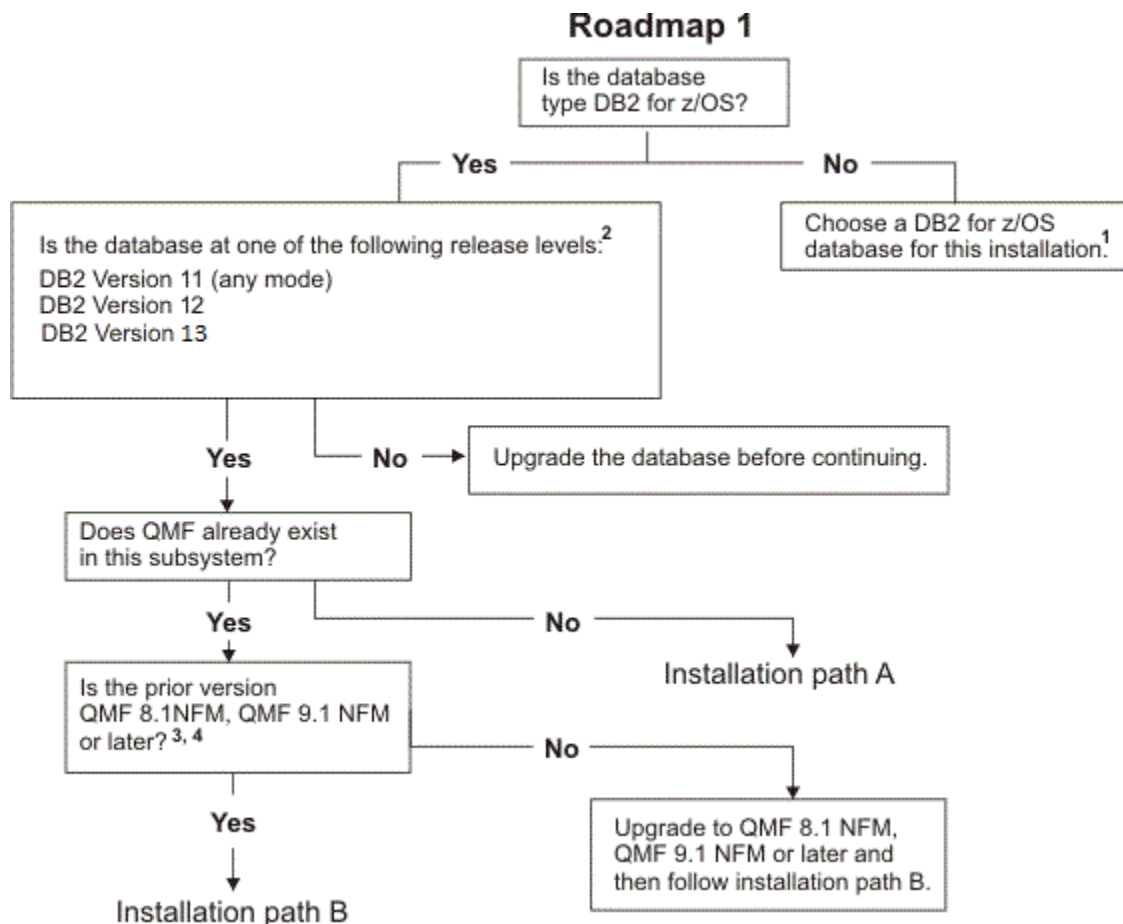 Roadmap 1
Is the database
type DB2 for z/OS?
Yes
No
Is the database at one of the following release levels:2
DB2 Version 11 (any mode)
DB2 Version 12
DB2 Version 13
Choose a DB2 for z/OS
database for this installation.1
Yes
No
Upgrade the database before continuing.
Does QMF already exist
in this subsystem?
Yes
No
Installation path A
Is the prior version
QMF 8.1NFM, QMF 9.1 NFM
or later? 3, 4
No
Yes
Upgrade to QMF 8.1 NFM,
QMF 9.1 NFM or later and
then follow installation path B.
Installation path B